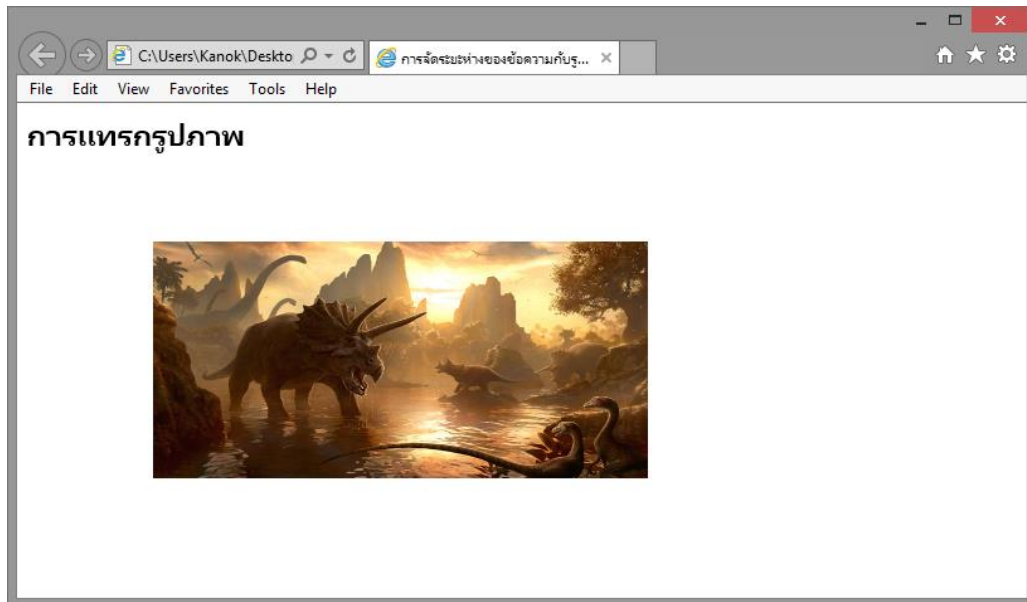 C:\Users\Kanok\Deskto
การจัดระยะห่างของข้อความกับรู...
File Edit View Favorites Tools Help
การแทรกรูปภาพ